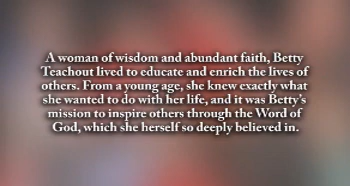 A woman of wisdom and abundant faith, Betty
Teachout lived to educate and enrich the lives of
others. From a young age, she knew exactly what
she wanted to do with her life, and it was Betty's
mission to inspire others through the Word of
God, which she herself so deeply believed in.